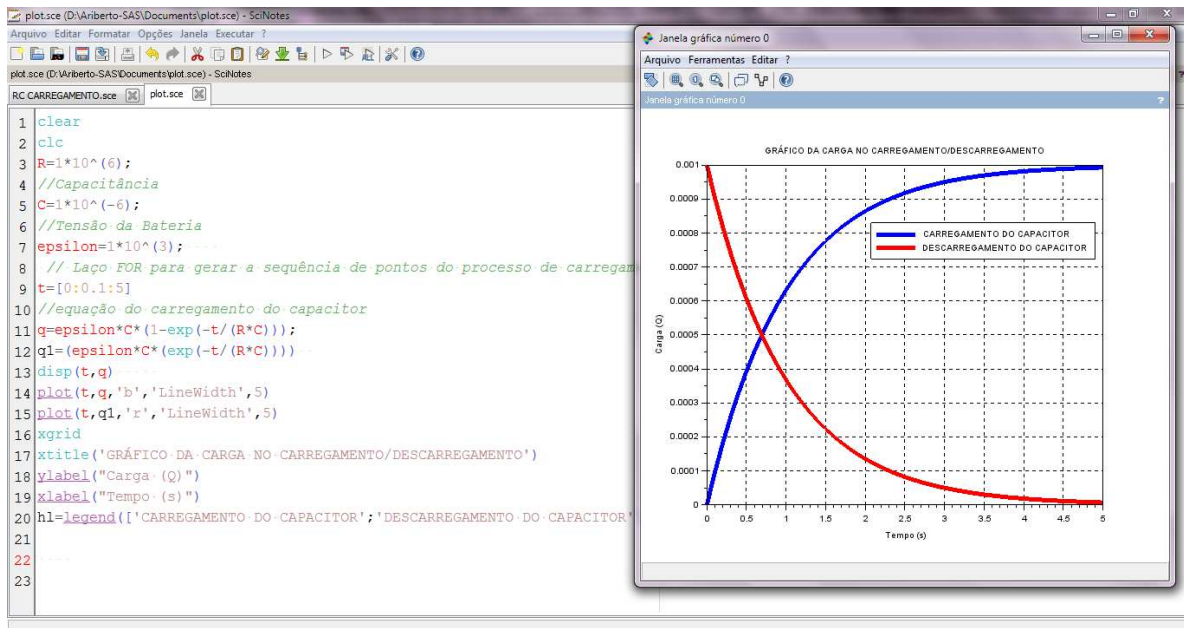 plot.sce (D:\Ariberto-SAS\Documents\plot.sce) - SciNotes
Arquivo Editar Formatar Opções Janela Executar ?
plot.sce (D:\Ariberto-SAS\Documents\plot.sce) - SciNotes
RC CARREGAMENTO.sce plot.sce
1 clear
2 clc
3 R=1*10^(6);
4 //Capacitância
5 C=1*10^(-6);
6 //Tensão da Bateria
7 epsilon=1*10^(3);
8 // Laço FOR para gerar a sequência de pontos do processo de carregam
9 t=[0:0.1:5]
10 //equação do carregamento do capacitor
11 q=epsilon*C*(1-exp(-t/(R*C)));
12 q1=(epsilon*C*(exp(-t/(R*C))))
13 disp(t,q)
14 plot(t,q,'b','LineWidth',5)
15 plot(t,q1,'r','LineWidth',5)
16 xgrid
17 xtitle('GRÁFICO DA CARGA NO CARREGAMENTO/DESCARREGAMENTO')
18 ylabel("Carga (Q)")
19 xlabel("Tempo (s)")
20 hl=legend(['CARREGAMENTO DO CAPACITOR';'DESCARREGAMENTO DO CAPACITOR'
21
22
23
Janela gráfica número 0
Arquivo Ferramentas Editar ?
Janela gráfica número 0 ?
GRÁFICO DA CARGA NO CARREGAMENTO/DESCARREGAMENTO
0.001
0.0009
0.0008
0.0007
0.0006
0.0005
0.0004
0.0003
0.0002
0.0001
0
Carga (Q)
CARREGAMENTO DO CAPACITOR
DESCARREGAMENTO DO CAPACITOR
0 0.5 1 1.5 2 2.5 3 3.5 4 4.5 5
Tempo (s)